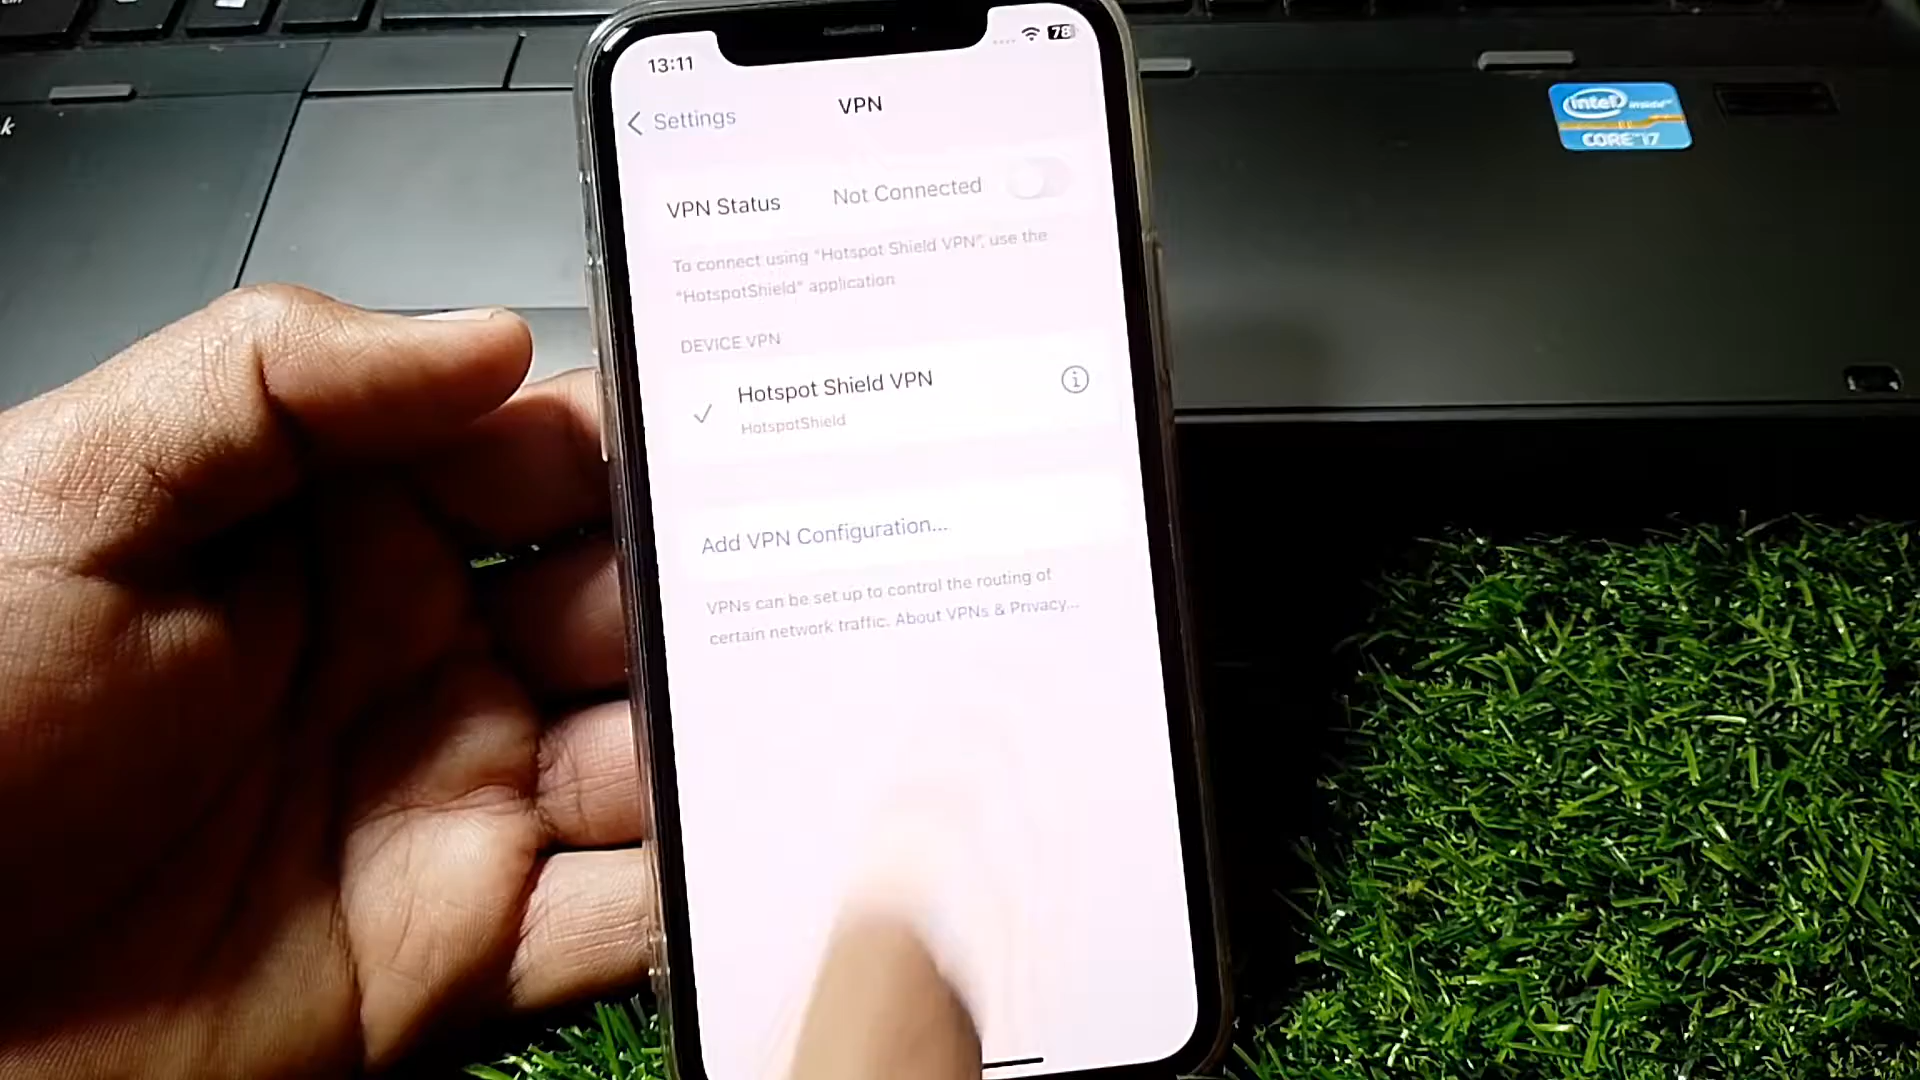 13:11
78
Settings
VPN
VPN Status
Not Connected
To connect using "Hotspot Shield VPN", use the
"HotspotShield" application
DEVICE VPN
Hotspot Shield VPN
HotspotShield
Add VPN Configuration...
VPNs can be set up to control the routing of
certain network traffic. About VPNs & Privacy...
intel inside™
CORE™ i7
k